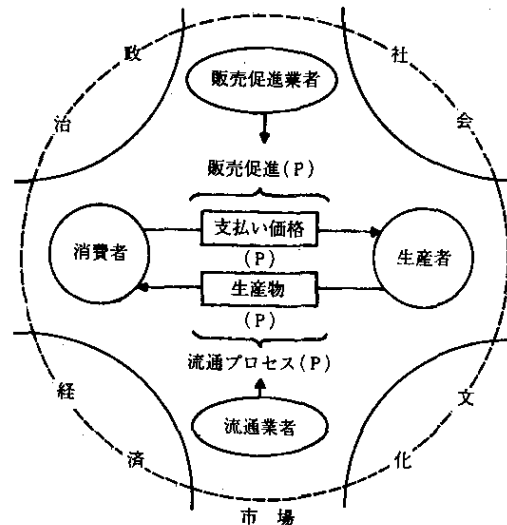 政治
社会
販売促進業者
販売促進(P)
消費者
支払い価格
(P)
生産物
(P)
生産者
流通プロセス(P)
流通業者
経済
文化
市場